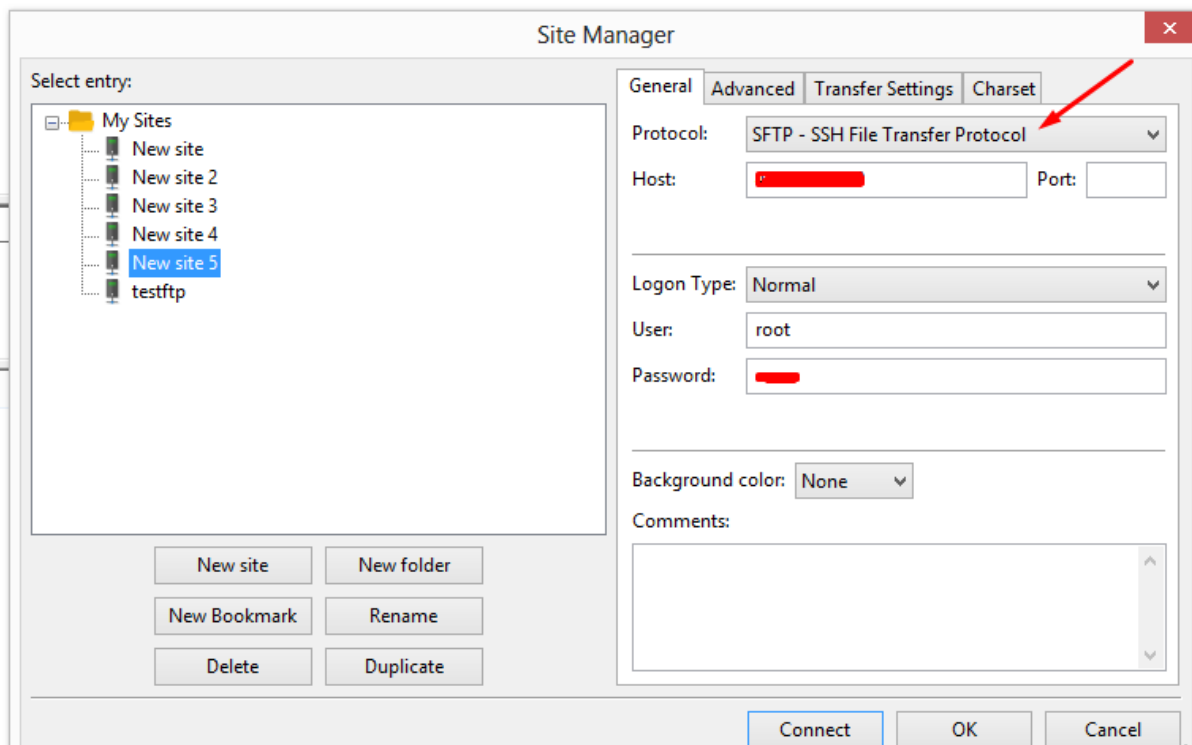 Site Manager
Select entry:
My Sites
New site
New site 2
New site 3
New site 4
New site 5
testftp
New site
New folder
New Bookmark
Rename
Delete
Duplicate
General
Advanced
Transfer Settings
Charset
Protocol:
SFTP - SSH File Transfer Protocol
Host:
Port:
Logon Type:
Normal
User:
root
Password:
Background color:
None
Comments:
Connect
OK
Cancel